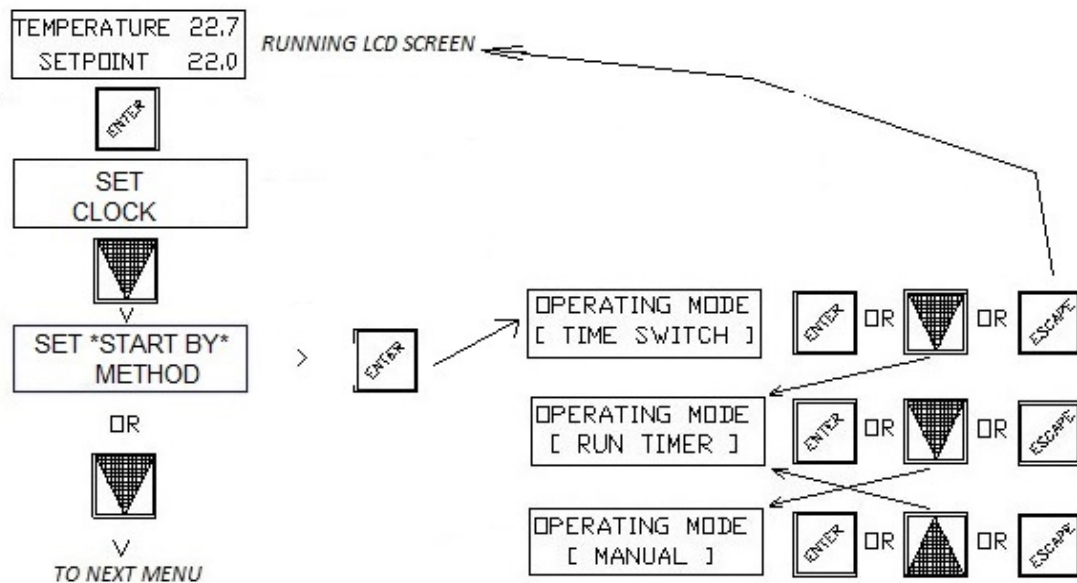 TEMPERATURE 22.7
SETPOINT 22.0
RUNNING LCD SCREEN
ENTER
SET
CLOCK
SET *START BY*
METHOD
>
ENTER
OPERATING MODE
[ TIME SWITCH ]
ENTER OR OR ESCAPE
OPERATING MODE
[ RUN TIMER ]
ENTER OR OR ESCAPE
OPERATING MODE
[ MANUAL ]
ENTER OR OR ESCAPE
OR
TO NEXT MENU